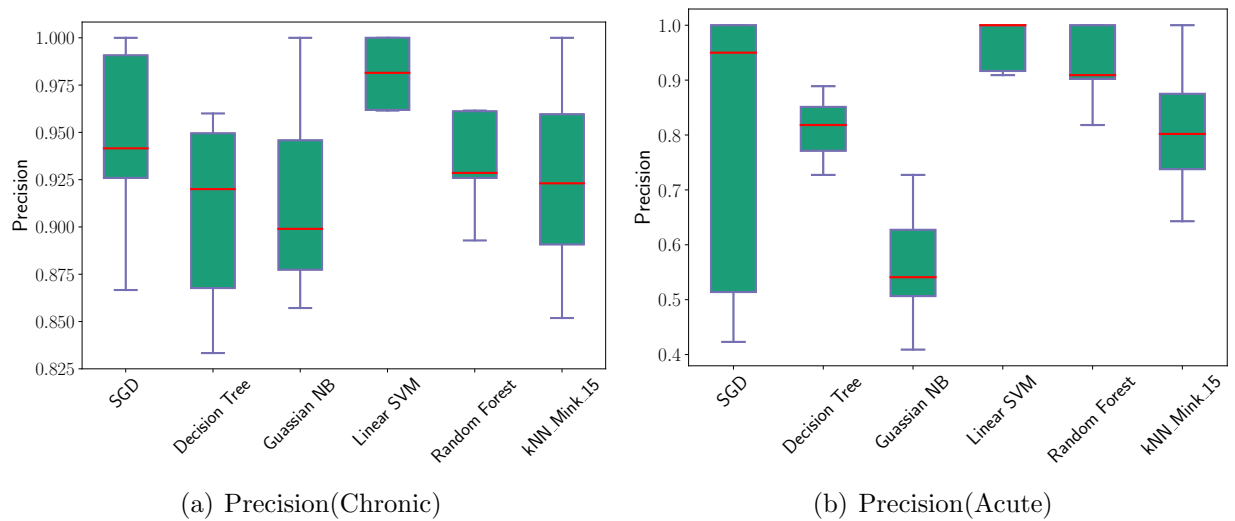 Precision
1.000
0.975
0.950
0.925
0.900
0.875
0.850
0.825
SGD
Decision Tree
Guassian NB
Linear SVM
Random Forest
kNN_Mink_15
(a) Precision(Chronic)
Precision
1.0
0.9
0.8
0.7
0.6
0.5
0.4
SGD
Decision Tree
Guassian NB
Linear SVM
Random Forest
kNN_Mink_15
(b) Precision(Acute)